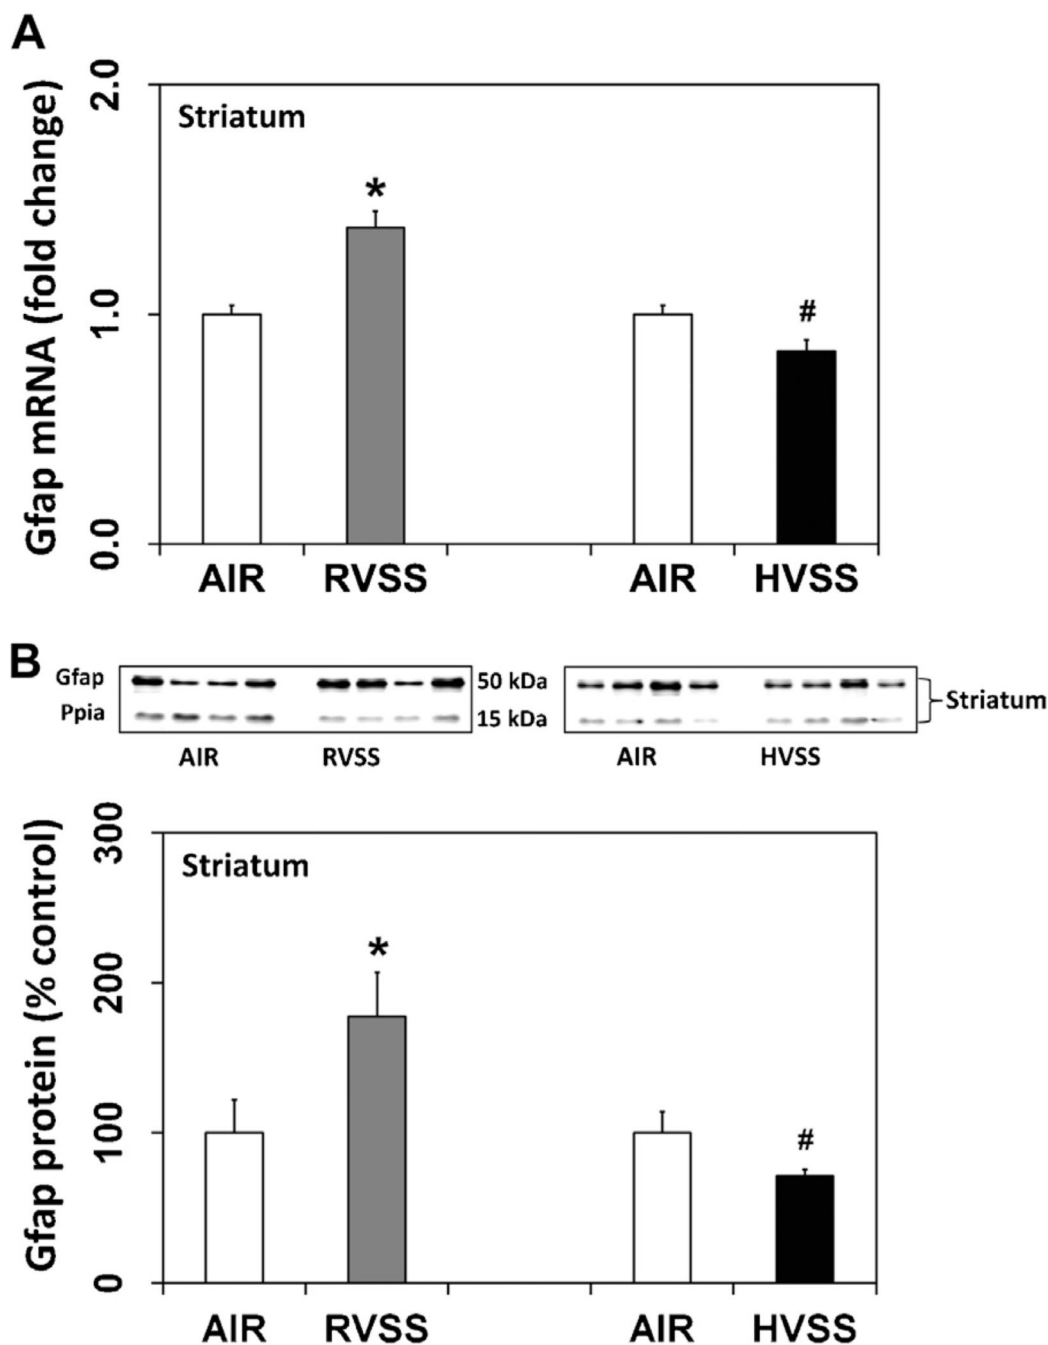 A
Gfap mRNA (fold change)
2.0
1.0
0.0
Striatum
*
#
AIR RVSS AIR HVSS
B
Gfap 50 kDa
Ppia 15 kDa
Striatum
AIR RVSS AIR HVSS
Gfap protein (% control)
300
200
100
0
Striatum
*
#
AIR RVSS AIR HVSS